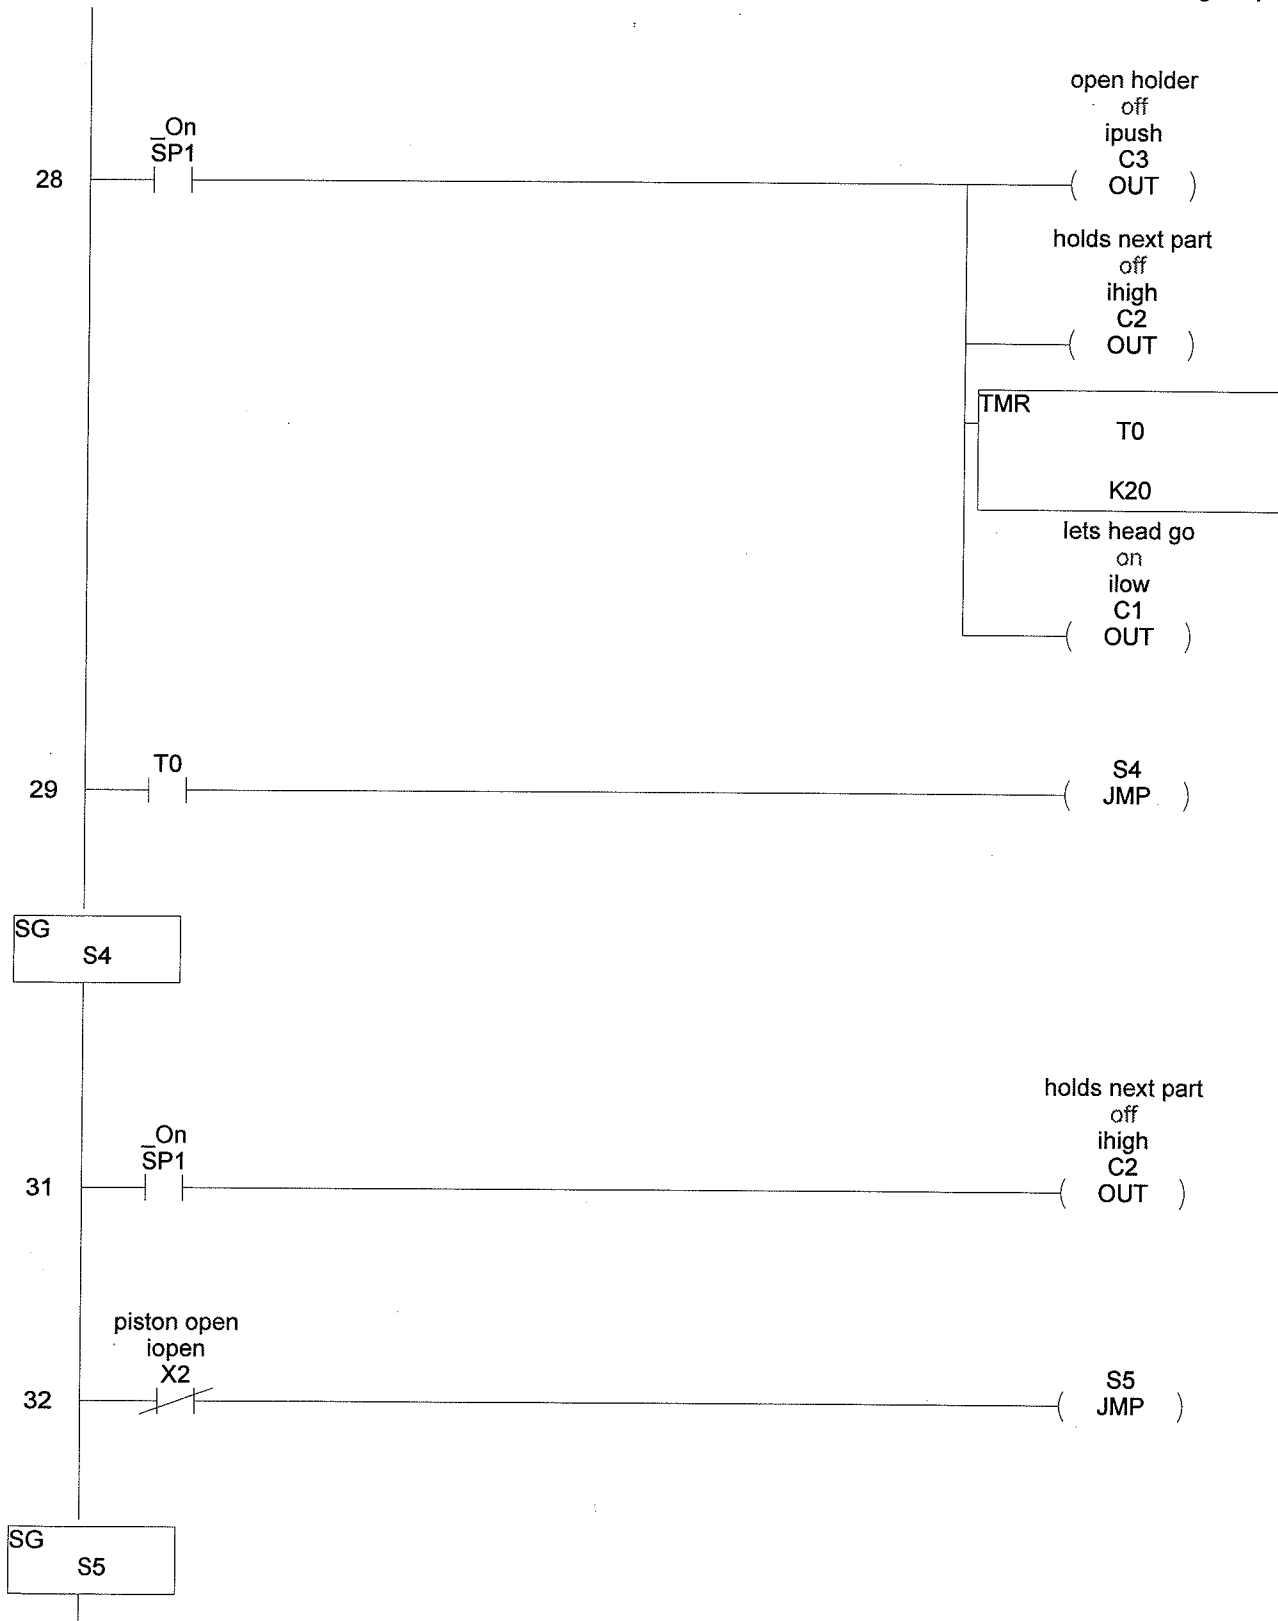 open holder
off
ipush
_On
C3
SP1
28
OUT
holds next part
off
ihigh
C2
OUT
TMR
T0
K20
lets head go
on
ilow
C1
OUT
T0
S4
29
JMP
SG
S4
holds next part
off
ihigh
_On
C2
SP1
31
OUT
piston open
iopen
X2
S5
32
JMP
SG
S5